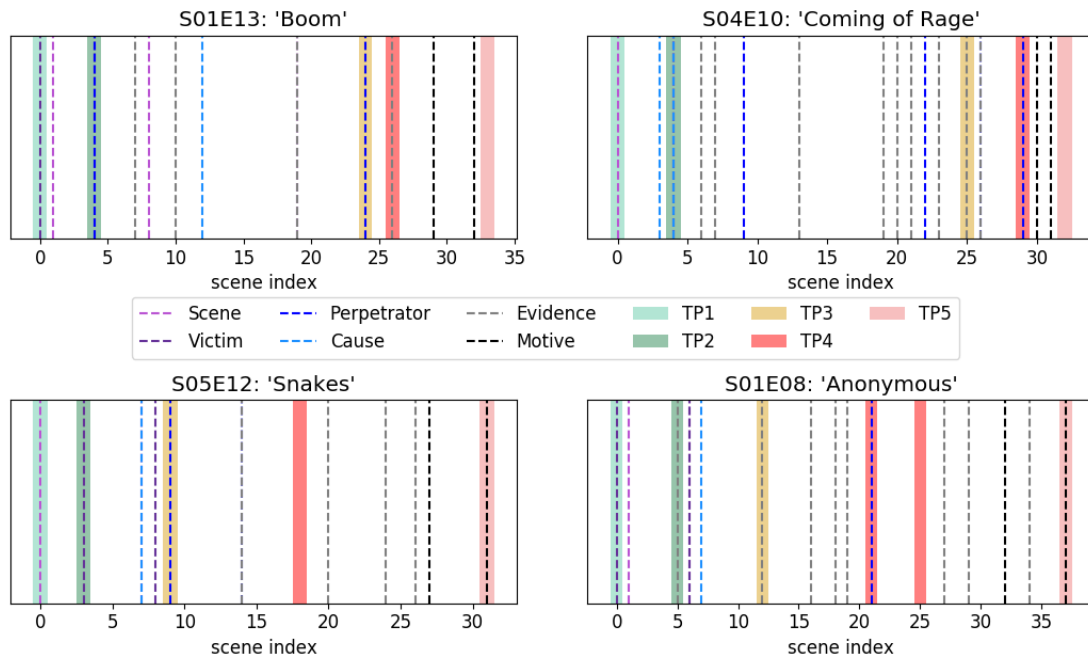 S01E13: 'Boom'
S04E10: 'Coming of Rage'
0 5 10 15 20 25 30 35
0 5 10 15 20 25 30
scene index
scene index
Scene Perpetrator Evidence TP1 TP3 TP5
Victim Cause Motive TP2 TP4
S05E12: 'Snakes'
S01E08: 'Anonymous'
0 5 10 15 20 25 30
0 5 10 15 20 25 30 35
scene index
scene index